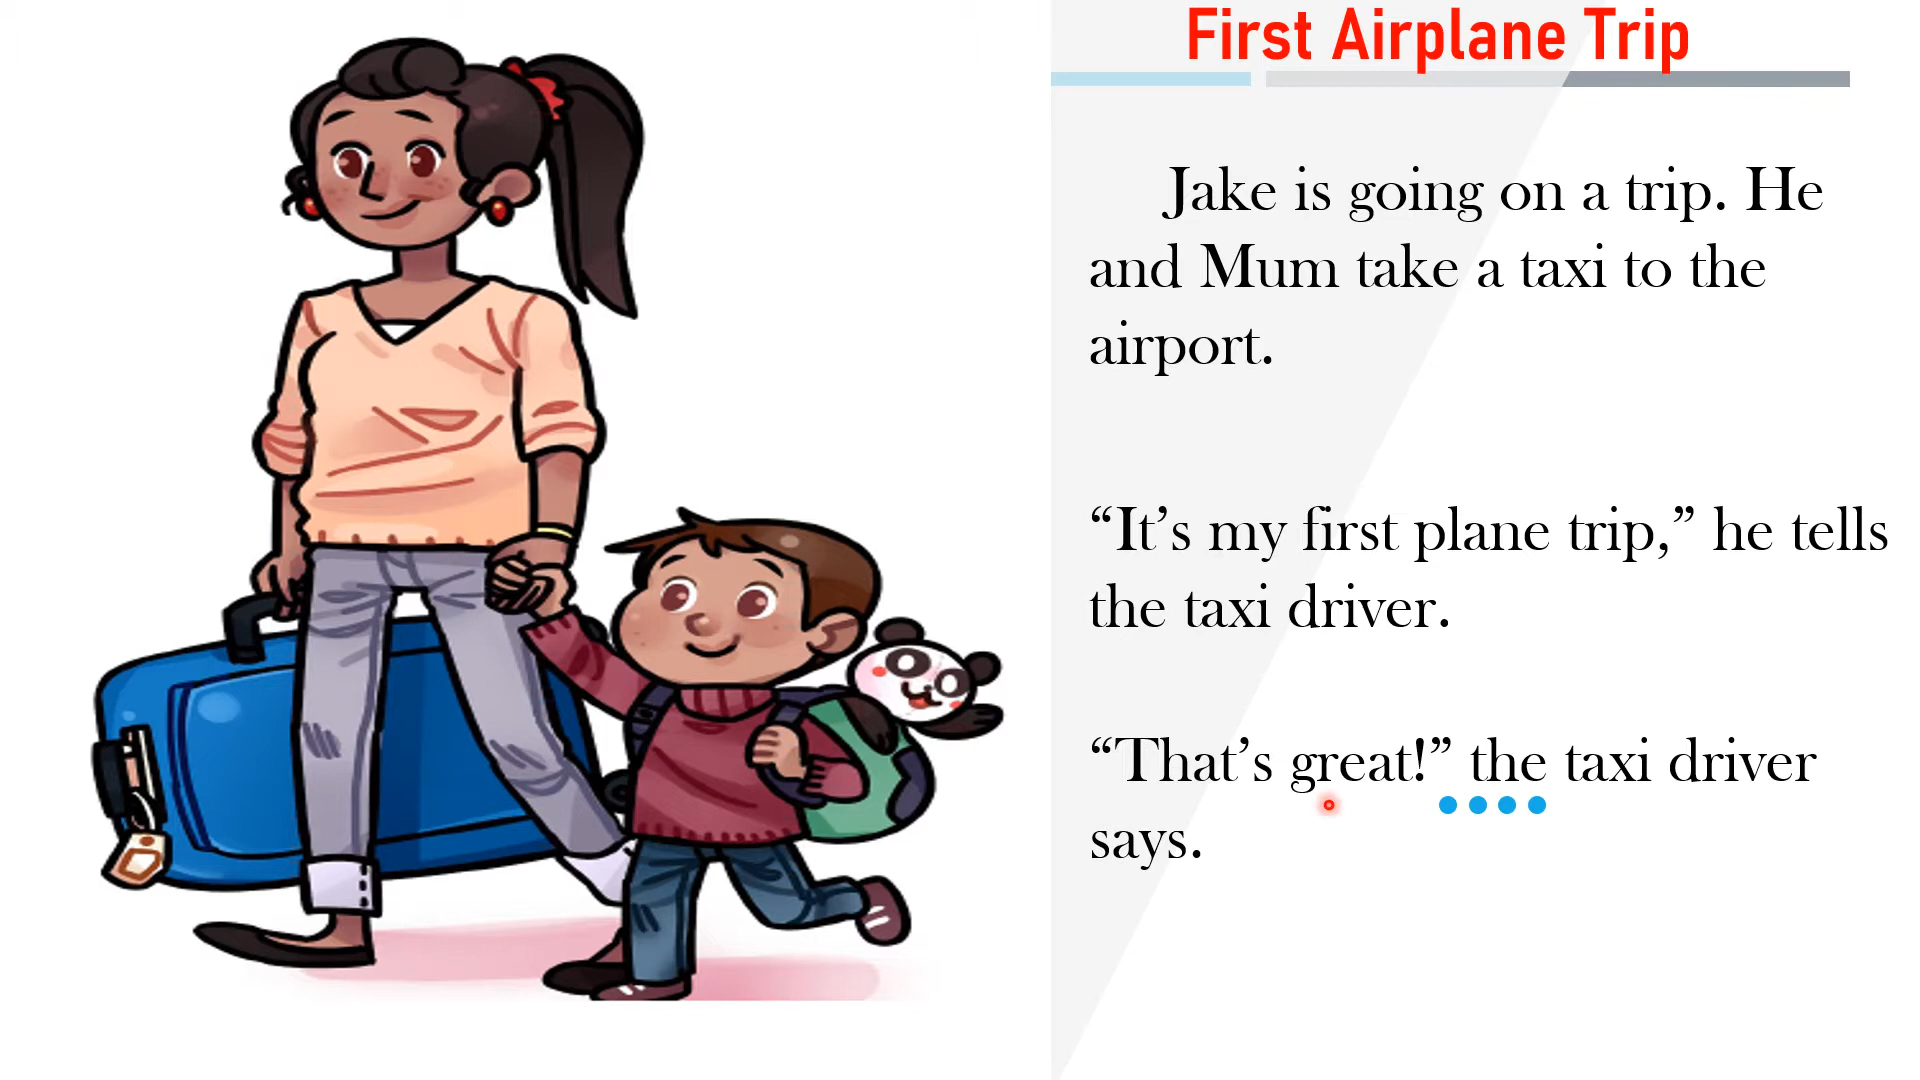 First Airplane Trip
Jake is going on a trip. He
and Mum take a taxi to the
airport.
“It’s my first plane trip,” he tells
the taxi driver.
“That’s great!” the taxi driver
says.